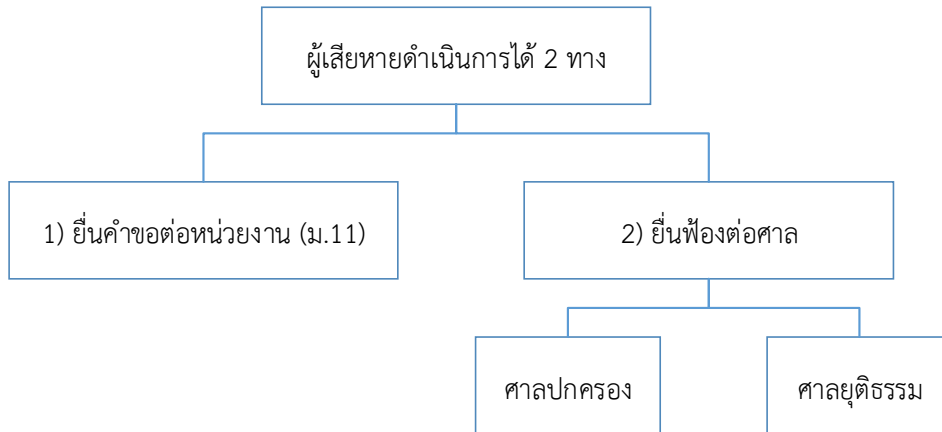 ผู้เสียหายดำเนินการได้ 2 ทาง
1) ยื่นคำขอต่อหน่วยงาน (ม.11)
2) ยื่นฟ้องต่อศาล
ศาลปกครอง
ศาลยุติธรรม